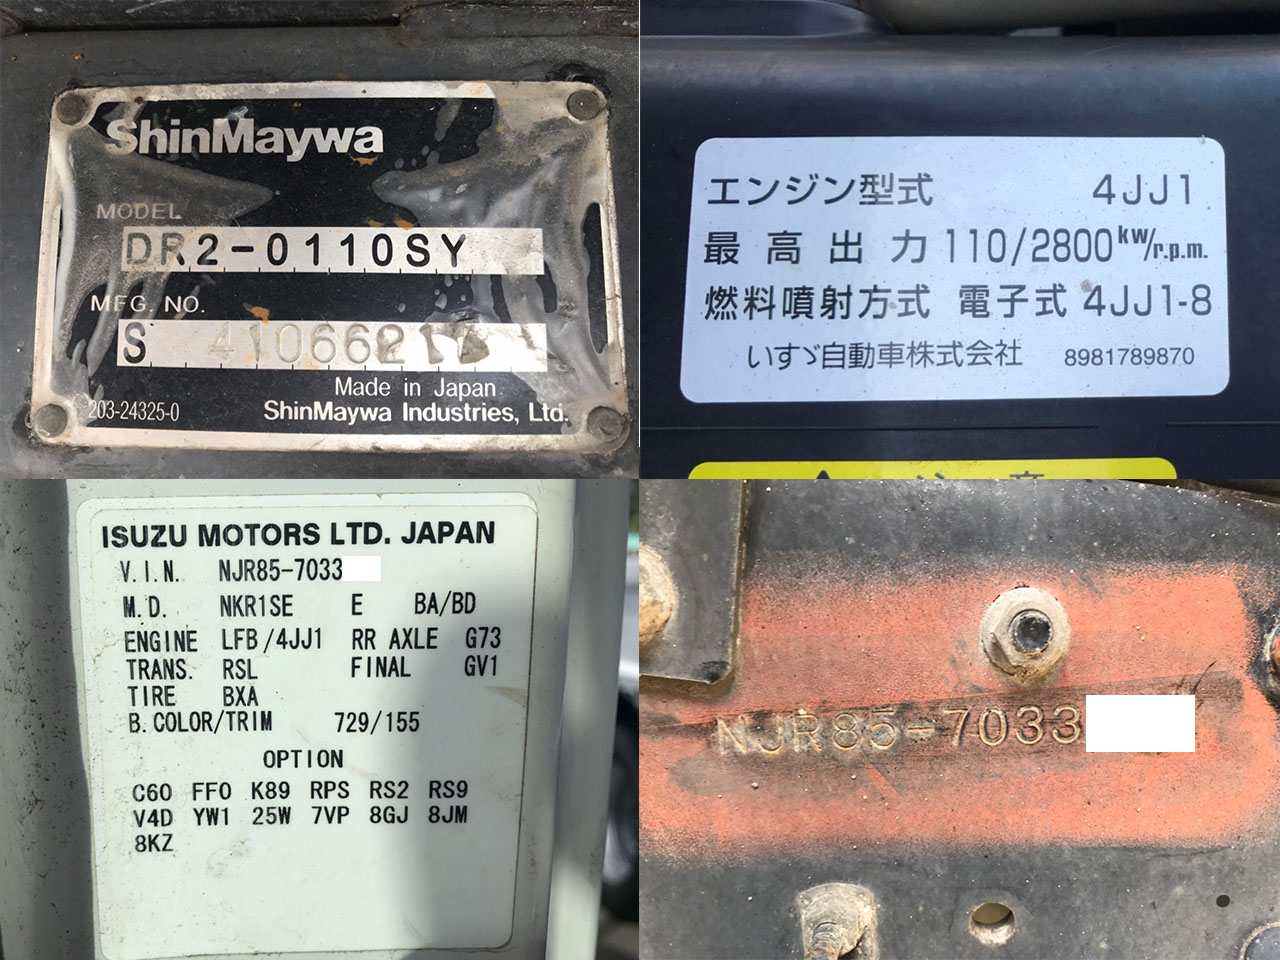 ShinMaywa
MODEL
DR2-0110SY
MFG. NO.
S 4106621
Made in Japan
203-24325-0
ShinMaywa Industries, Ltd.
エンジン型式 4JJ1
最高出力 110/2800kW/r.p.m.
燃料噴射方式 電子式 4JJ1-8
いすゞ自動車株式会社 8981789870
ISUZU MOTORS LTD. JAPAN
V.I.N. NJR85-7033
M.D. NKR1SE E BA/BD
ENGINE LFB/4JJ1 RR AXLE G73
TRANS. RSL FINAL GV1
TIRE BXA
B.COLOR/TRIM 729/155
OPTION
C60 FF0 K89 RPS RS2 RS9
V4D YW1 25W 7VP 8GJ 8JM
8KZ
NJR85-7033